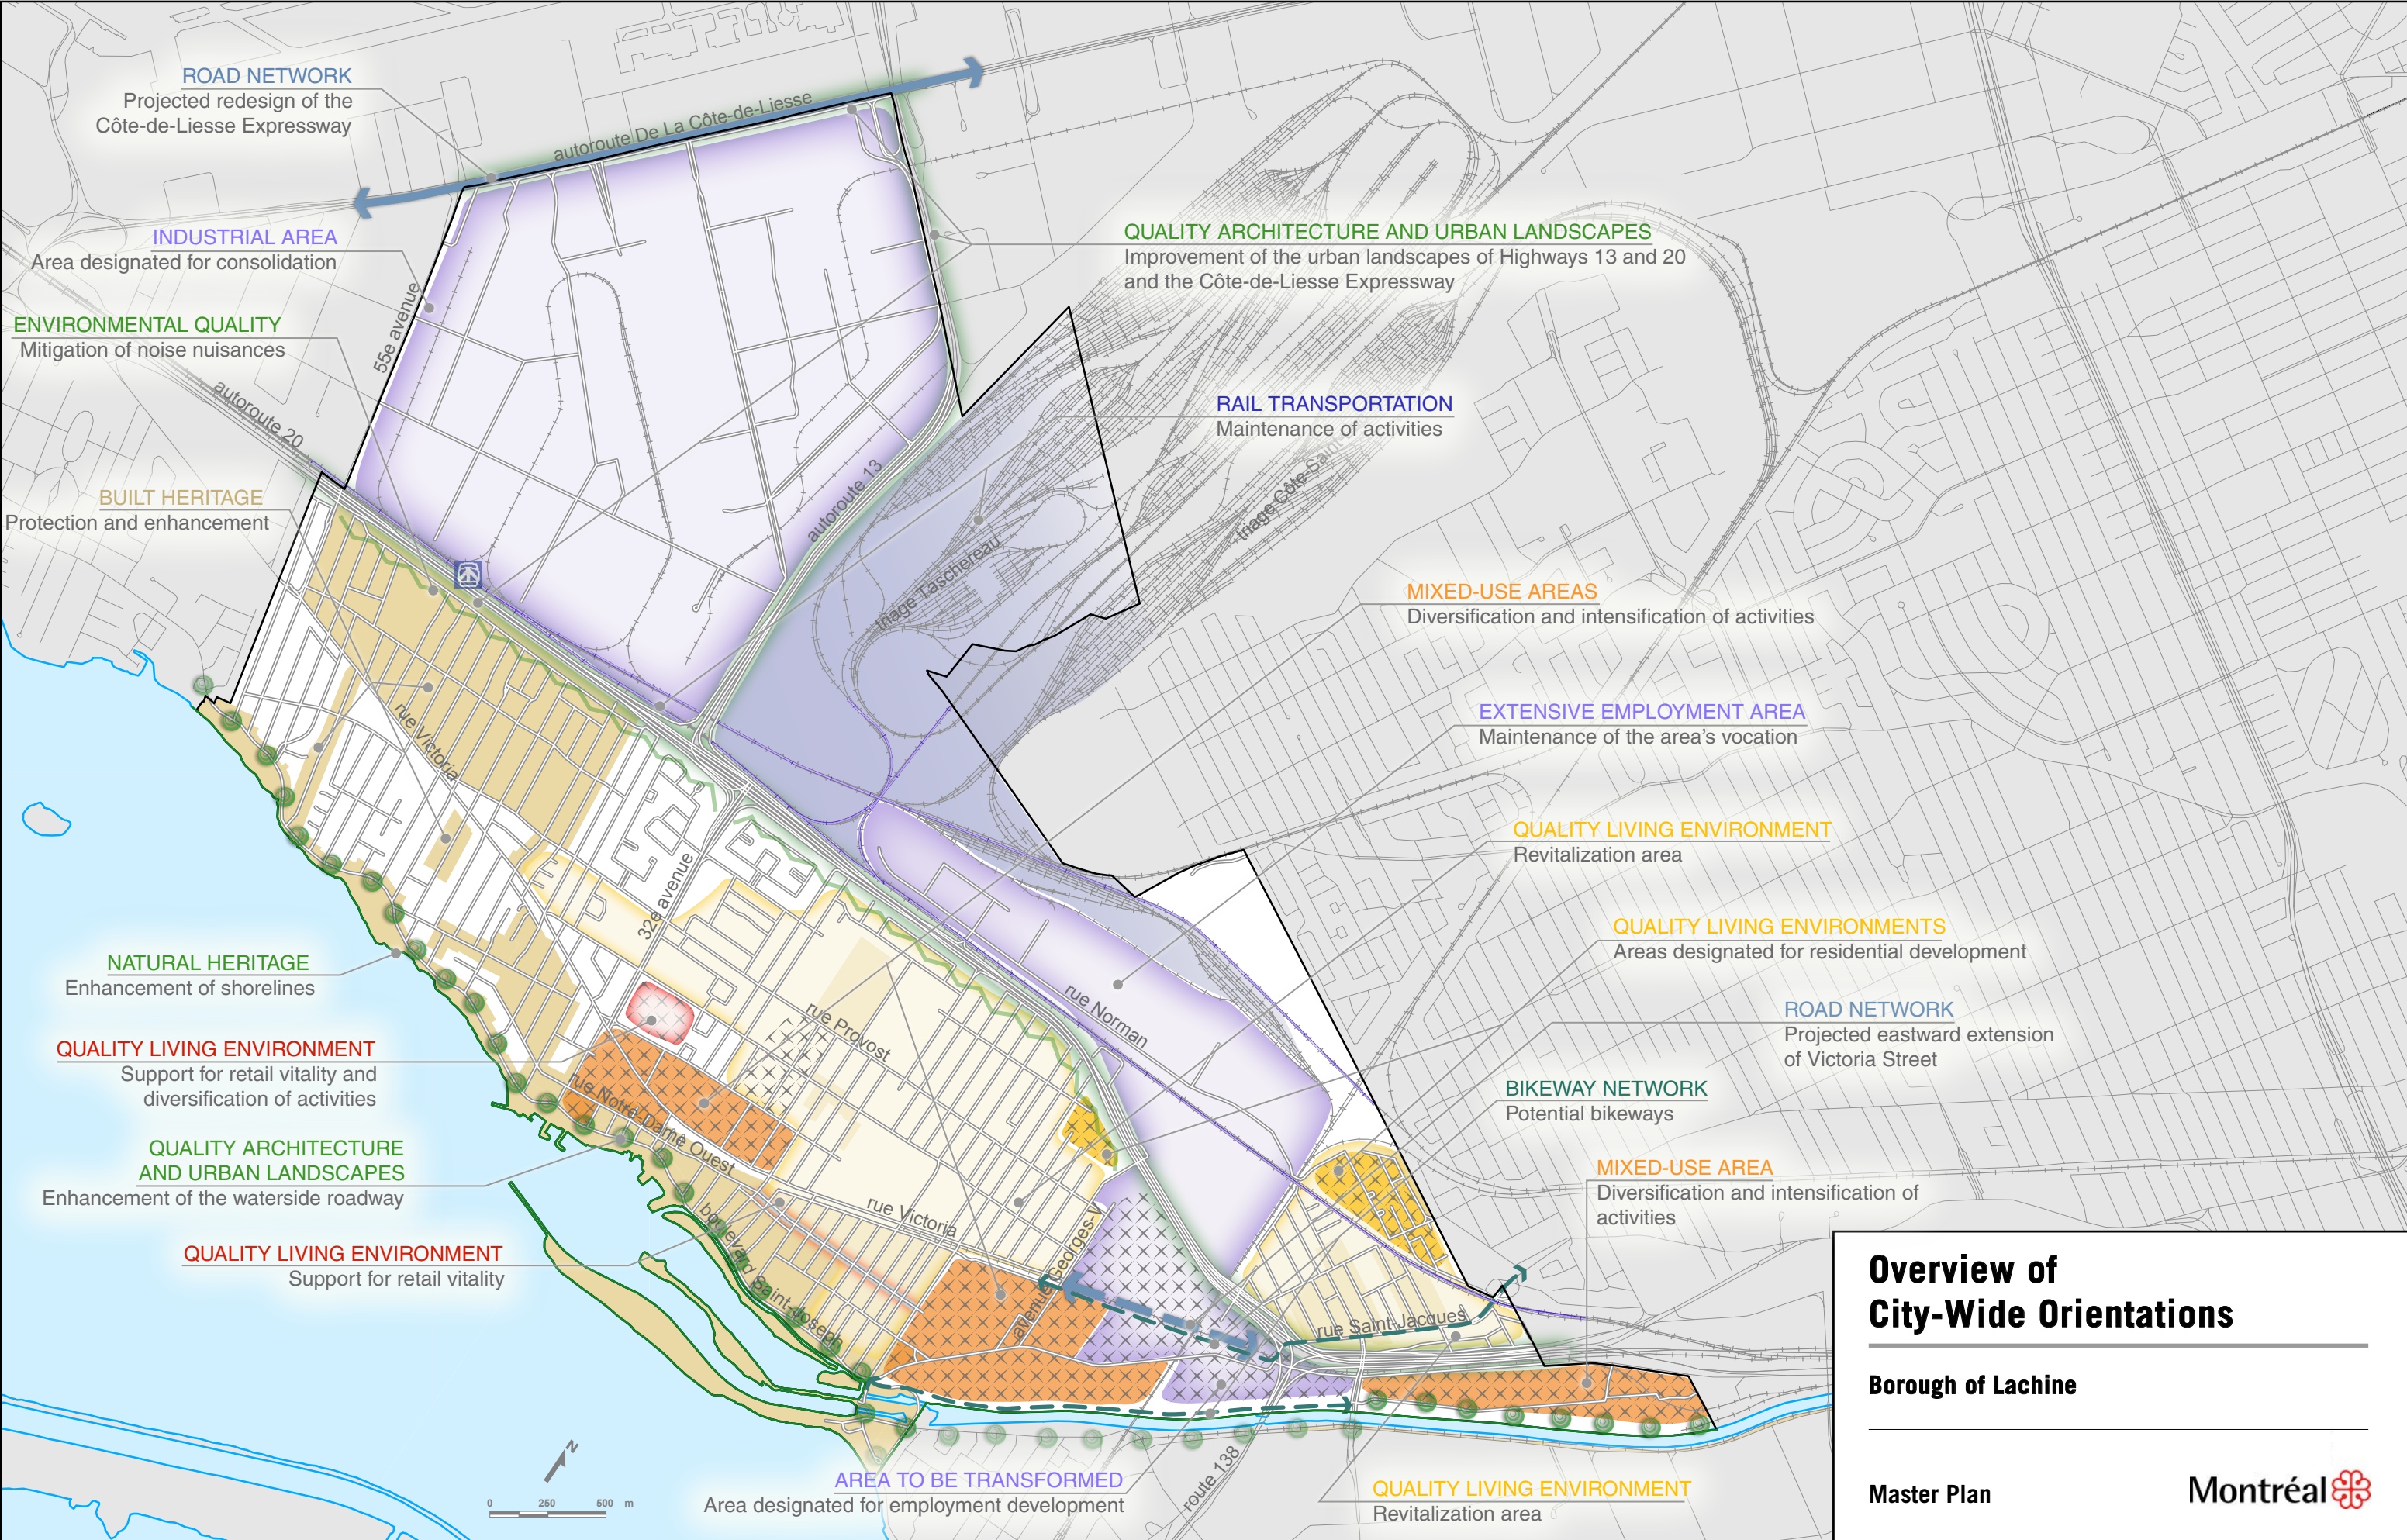 ROAD NETWORK
Projected redesign of the
Côte-de-Liesse Expressway
autoroute De La Côte-de-Liesse
INDUSTRIAL AREA
Area designated for consolidation
QUALITY ARCHITECTURE AND URBAN LANDSCAPES
Improvement of the urban landscapes of Highways 13 and 20
and the Côte-de-Liesse Expressway
ENVIRONMENTAL QUALITY
Mitigation of noise nuisances
55e avenue
autoroute 20
RAIL TRANSPORTATION
Maintenance of activities
BUILT HERITAGE
Protection and enhancement
autoroute 13
triage Taschereau
triage Côte-Sain
MIXED-USE AREAS
Diversification and intensification of activities
EXTENSIVE EMPLOYMENT AREA
Maintenance of the area's vocation
rue Victoria
QUALITY LIVING ENVIRONMENT
Revitalization area
32e avenue
QUALITY LIVING ENVIRONMENTS
Areas designated for residential development
NATURAL HERITAGE
Enhancement of shorelines
rue Norman
rue Provost
ROAD NETWORK
Projected eastward extension
of Victoria Street
QUALITY LIVING ENVIRONMENT
Support for retail vitality and
diversification of activities
BIKEWAY NETWORK
Potential bikeways
rue Notre-Dame Ouest
QUALITY ARCHITECTURE
AND URBAN LANDSCAPES
Enhancement of the waterside roadway
MIXED-USE AREA
Diversification and intensification of
activities
rue Victoria
avenue Georges-V
boulevard Saint-Joseph
QUALITY LIVING ENVIRONMENT
Support for retail vitality
rue Saint-Jacques
AREA TO BE TRANSFORMED
Area designated for employment development
route 138
QUALITY LIVING ENVIRONMENT
Revitalization area
N
0 250 500 m
Overview of
City-Wide Orientations
Borough of Lachine
Master Plan
Montréal